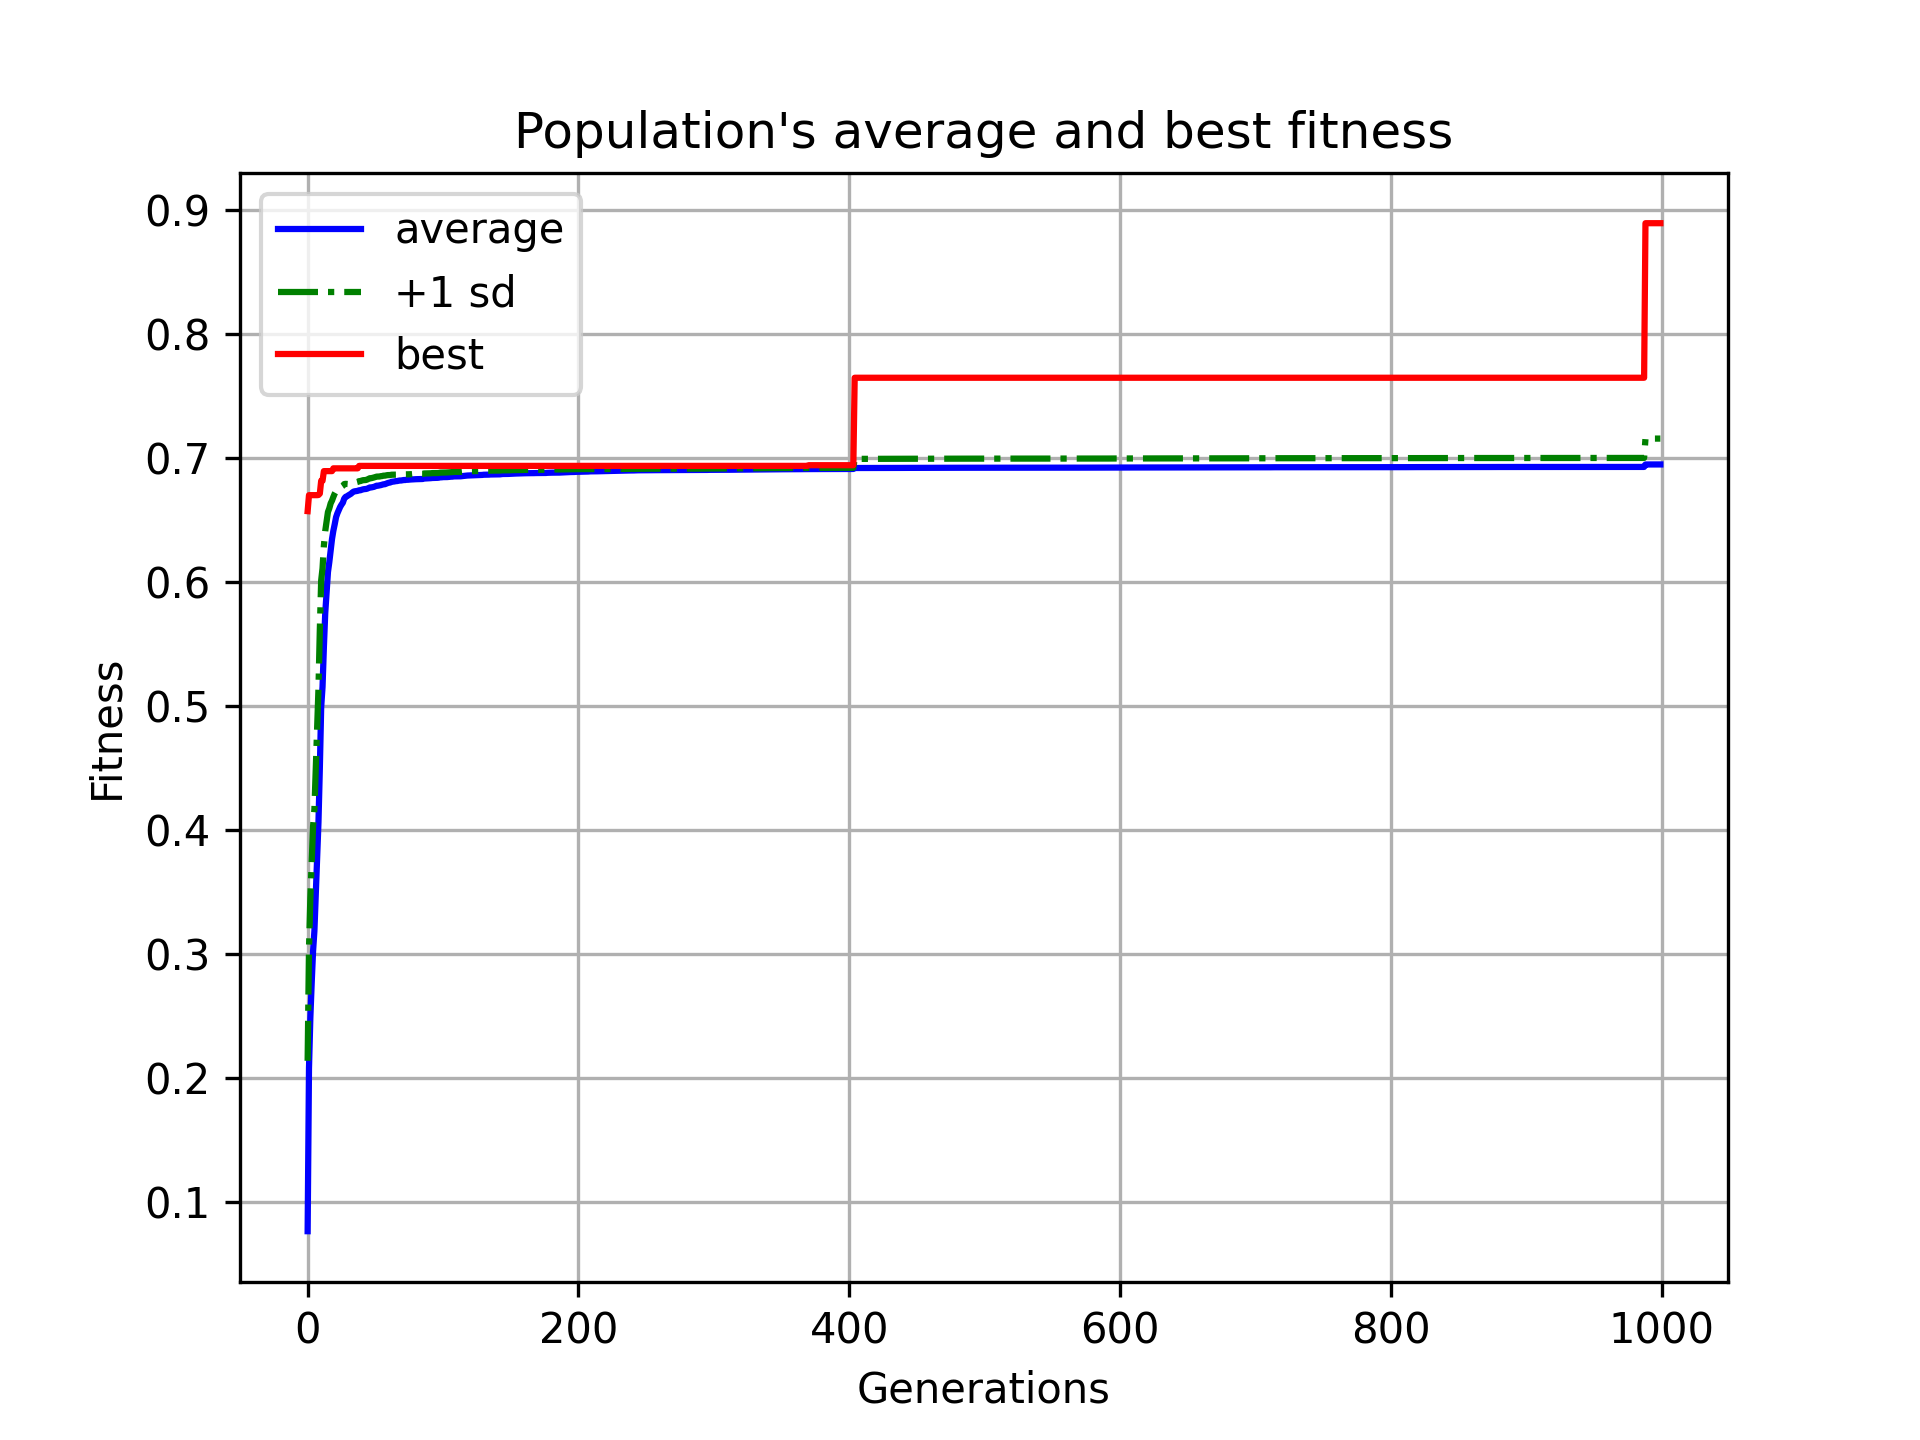 Population's average and best fitness
average
+1 sd
best
0.9
0.8
0.7
0.6
0.5
0.4
0.3
0.2
0.1
Fitness
0 200 400 600 800 1000
Generations